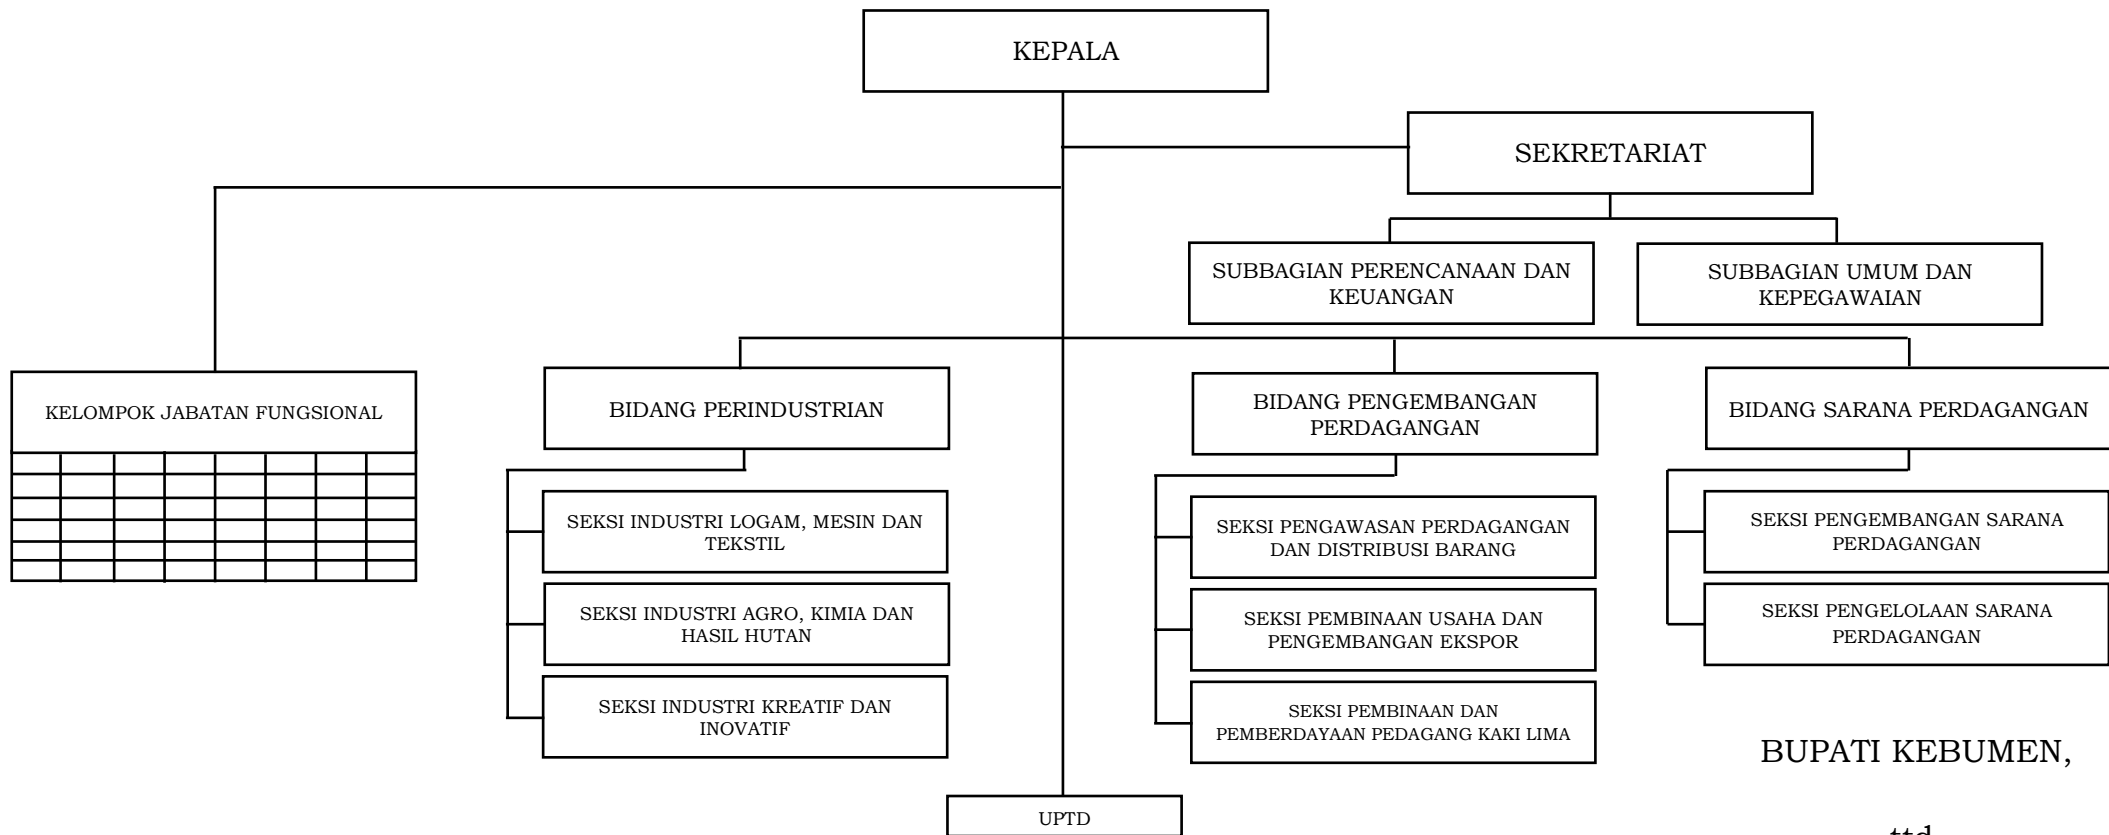 KEPALA
SEKRETARIAT
SUBBAGIAN PERENCANAAN DAN
KEUANGAN
SUBBAGIAN UMUM DAN
KEPEGAWAIAN
KELOMPOK JABATAN FUNGSIONAL
BIDANG PERINDUSTRIAN
BIDANG PENGEMBANGAN
PERDAGANGAN
BIDANG SARANA PERDAGANGAN
SEKSI INDUSTRI LOGAM, MESIN DAN
TEKSTIL
SEKSI INDUSTRI AGRO, KIMIA DAN
HASIL HUTAN
SEKSI INDUSTRI KREATIF DAN
INOVATIF
SEKSI PENGAWASAN PERDAGANGAN
DAN DISTRIBUSI BARANG
SEKSI PEMBINAAN USAHA DAN
PENGEMBANGAN EKSPOR
SEKSI PEMBINAAN DAN
PEMBERDAYAAN PEDAGANG KAKI LIMA
SEKSI PENGEMBANGAN SARANA
PERDAGANGAN
SEKSI PENGELOLAAN SARANA
PERDAGANGAN
BUPATI KEBUMEN,
UPTD
ttd